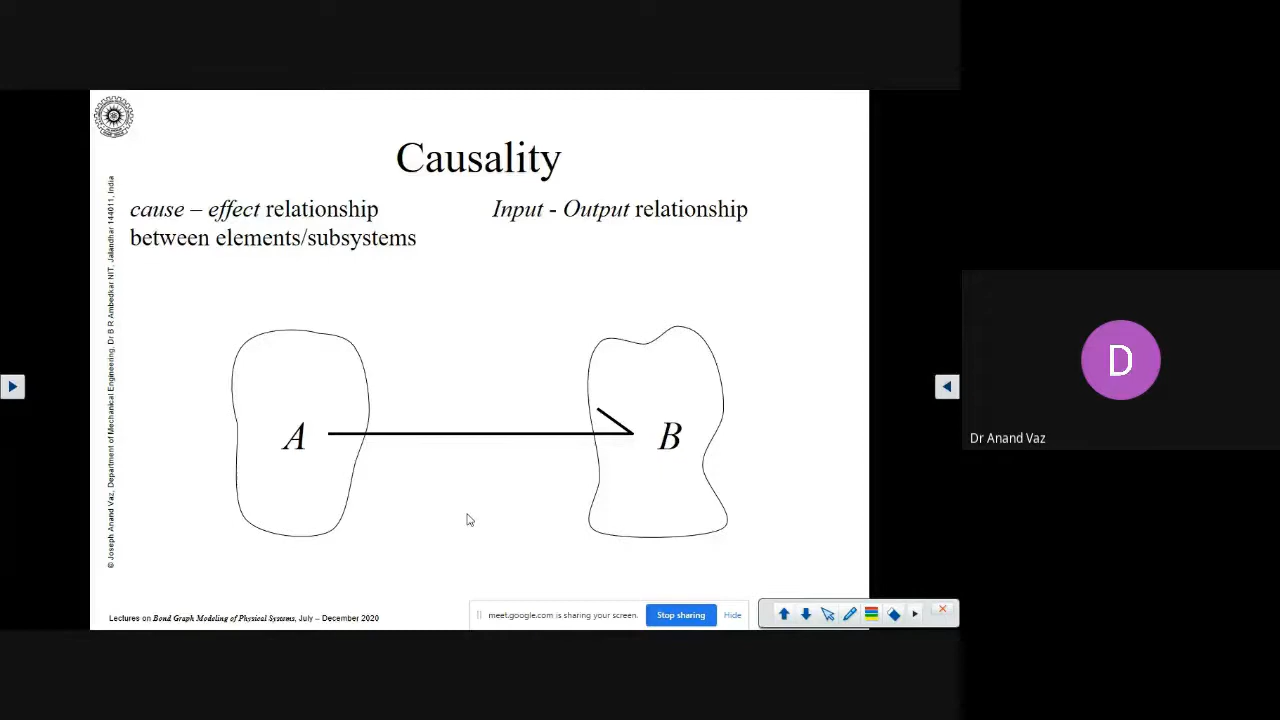 Causality
cause – effect relationship
between elements/subsystems
Input - Output relationship
© Joseph Anand Vaz, Department of Mechanical Engineering, Dr B R Ambedkar NIT, Jalandhar 144011, India
A
B
D
Dr Anand Vaz
meet.google.com is sharing your screen.
Stop sharing
Hide
Lectures on Bond Graph Modeling of Physical Systems, July – December 2020